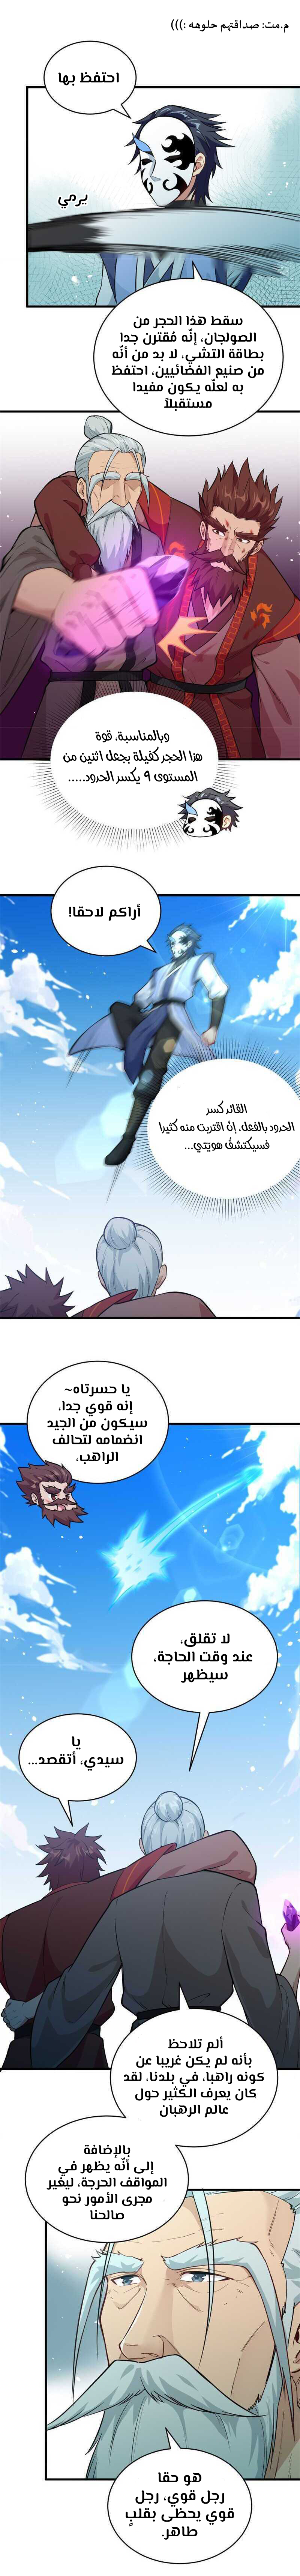 م.مت: صداقتهم حلوهه :)))
احتفظ بها
يرمي
سقط هذا الحجر من
الصولجان، إنّه مُقترن جدا
بطاقة التشي، لا بد من أنّه
من صنيع الفضائيين، احتفظ
به لعلّه يكون مفيدا
مستقبلاً
وبالمناسبة، قوة
هذا الحجر كفيلة بجعل اثنين من
المستوى 9 يكسر الحدود.....
أراكم لاحقا!
القائد كسر
الحدود بالفعل، إن اقتربت منه كثيرا
فسيكتشف هويتي...
يا حسرتاه~
إنه قوي جدا،
سيكون من الجيد
انضمامه لتحالف
الراهب،
لا تقلق،
عند وقت الحاجة،
سيظهر
يا
سيدي، أتقصد...
ألم تلاحظ
بأنه لم يكن غريبا عن
كونه راهبا، في بلدنا، لقد
كان يعرف الكثير حول
عالم الرهبان
بالإضافة
إلى أنّه يظهر في
المواقف الحرجة، ليغير
مجرى الأمور نحو
صالحنا
هو حقا
رجل قوي، رجل
قوي يحظى بقلبٍ
طاهر.